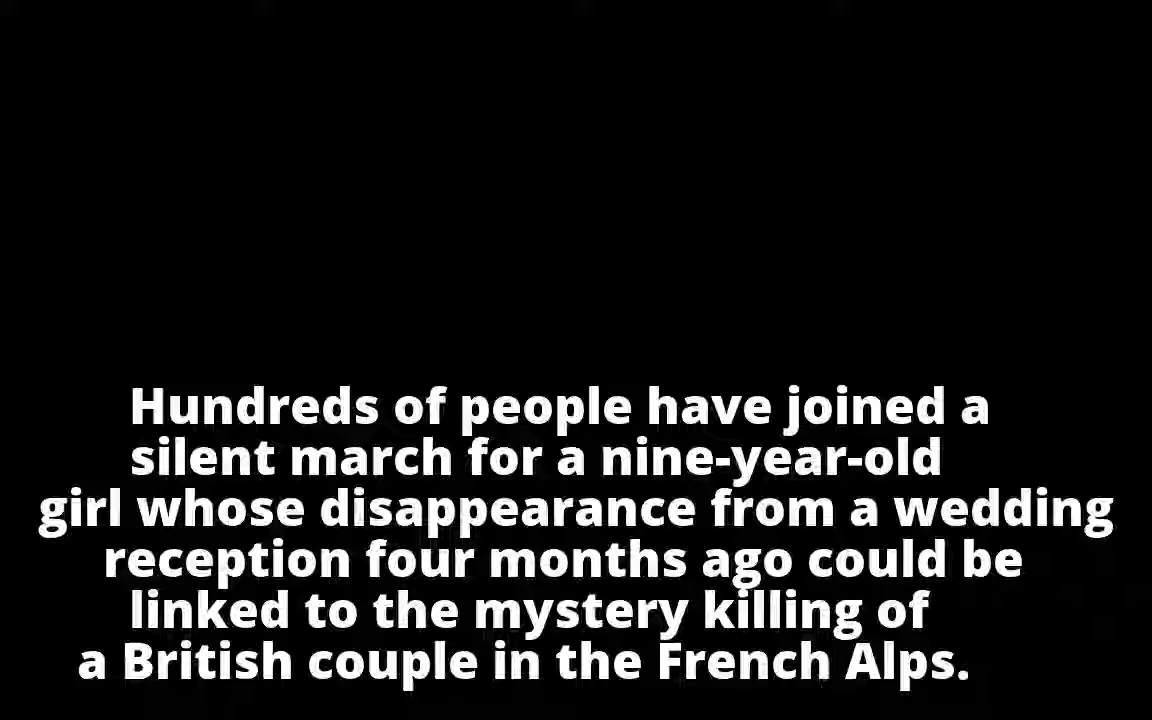 Hundreds of people have joined a
silent march for a nine-year-old
girl whose disappearance from a wedding
reception four months ago could be
linked to the mystery killing of
a British couple in the French Alps.